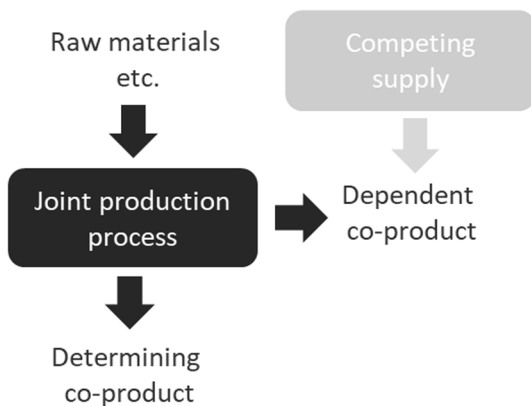 Raw materials
etc.
Competing
supply
Joint production
process
Dependent
co-product
Determining
co-product